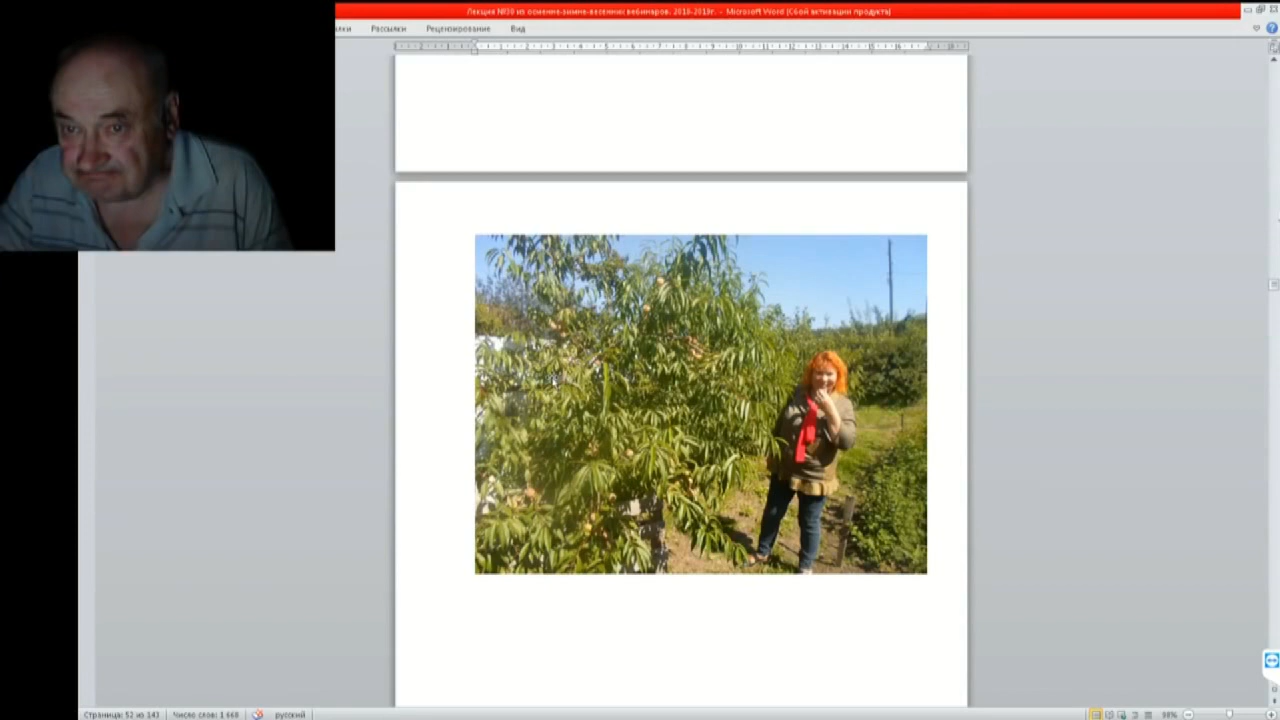 Лекция №30 из осенне-зимне-весенних вебинаров. 2018-2019г. - Microsoft Word (Сбой активации продукта)
Рассылки
Рецензирование
Вид
Страница: 52 из 143
Число слов: 1 668
русский
98%